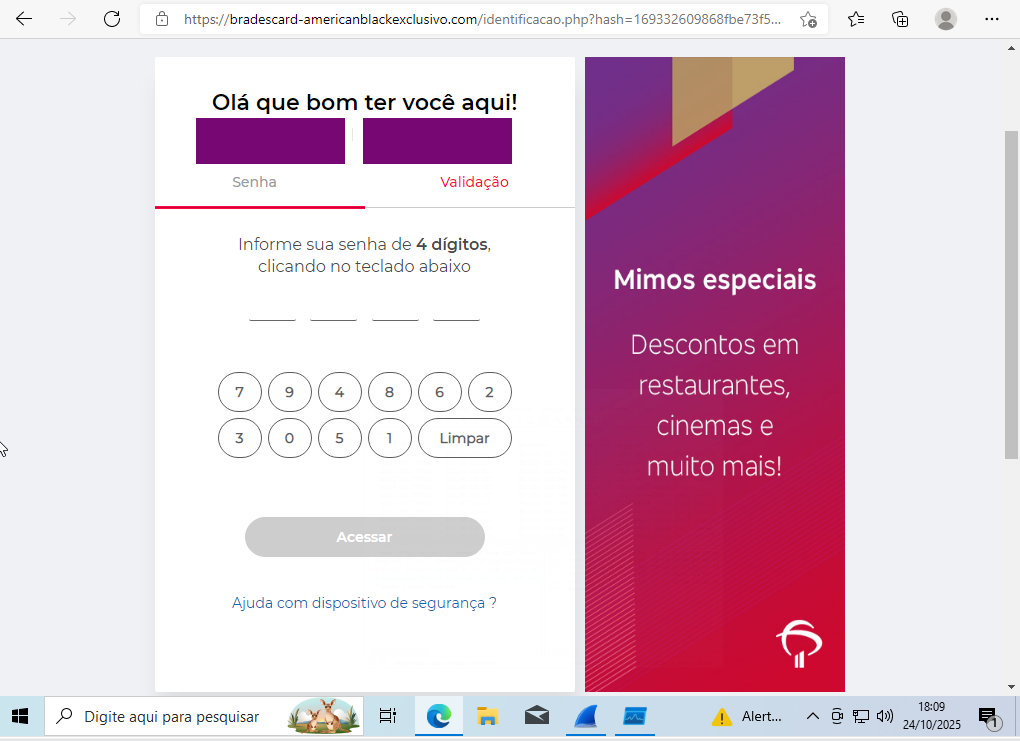 https://bradescard-americanblackexclusivo.com/identificacao.php?hash=169332609868fbe73f5...
Olá que bom ter você aqui!
Senha
Validação
Informe sua senha de 4 dígitos,
clicando no teclado abaixo
7 9 4 8 6 2
3 0 5 1 Limpar
Acessar
Ajuda com dispositivo de segurança ?
Mimos especiais
Descontos em
restaurantes,
cinemas e
muito mais!
Digite aqui para pesquisar
Alert...
18:09
24/10/2025
1